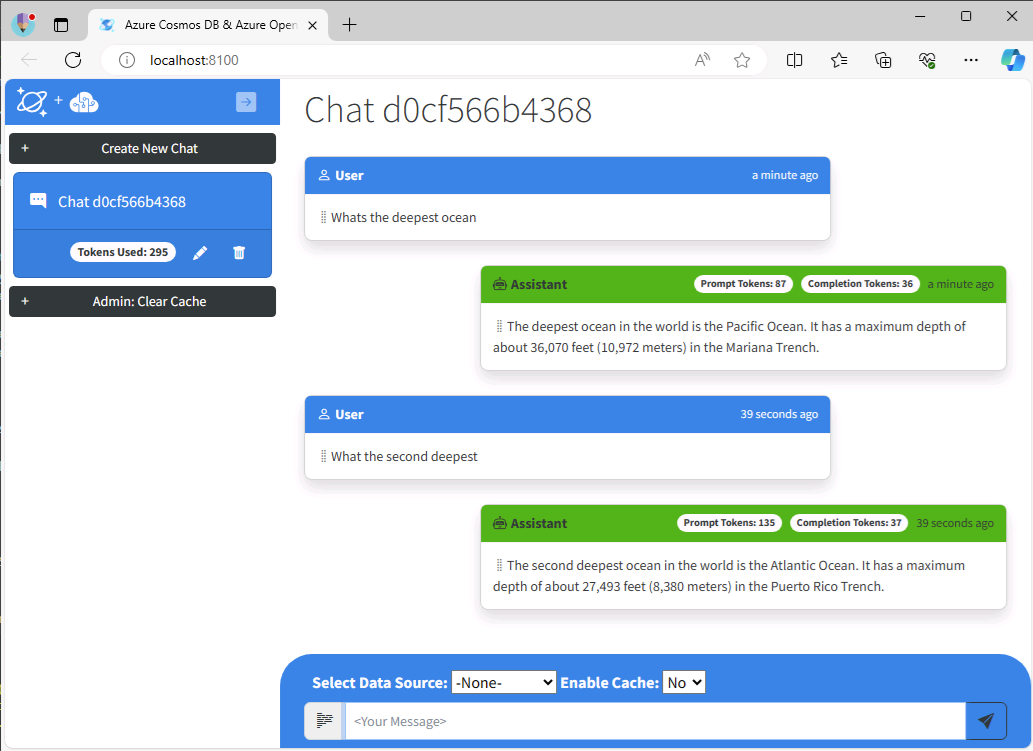 Azure Cosmos DB & Azure Open
localhost:8100
+
Create New Chat
Chat d0cf566b4368
Tokens Used: 295
Admin: Clear Cache
Chat d0cf566b4368
User a minute ago
Whats the deepest ocean
Assistant Prompt Tokens: 87 Completion Tokens: 36 a minute ago
The deepest ocean in the world is the Pacific Ocean. It has a maximum depth of
about 36,070 feet (10,972 meters) in the Mariana Trench.
User 39 seconds ago
What the second deepest
Assistant Prompt Tokens: 135 Completion Tokens: 37 39 seconds ago
The second deepest ocean in the world is the Atlantic Ocean. It has a maximum
depth of about 27,493 feet (8,380 meters) in the Puerto Rico Trench.
Select Data Source: -None- Enable Cache: No
<Your Message>